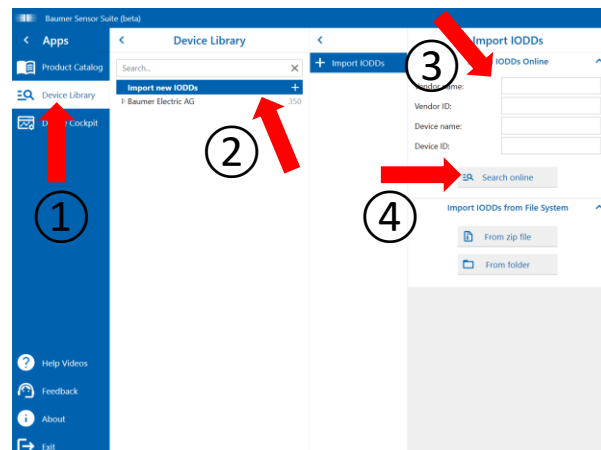 Baumer Sensor Suite (beta)
Apps
Product Catalog
Device Library
Cockpit
Help Videos
Feedback
About
Exit
Device Library
Search...
Import new IODDs
Baumer Electric AG 350
Import IODDs
Import IODDs
IODDs Online
Vendor name:
Vendor ID:
Device name:
Device ID:
Search online
Import IODDs from File System
From zip file
From folder
1
2
3
4